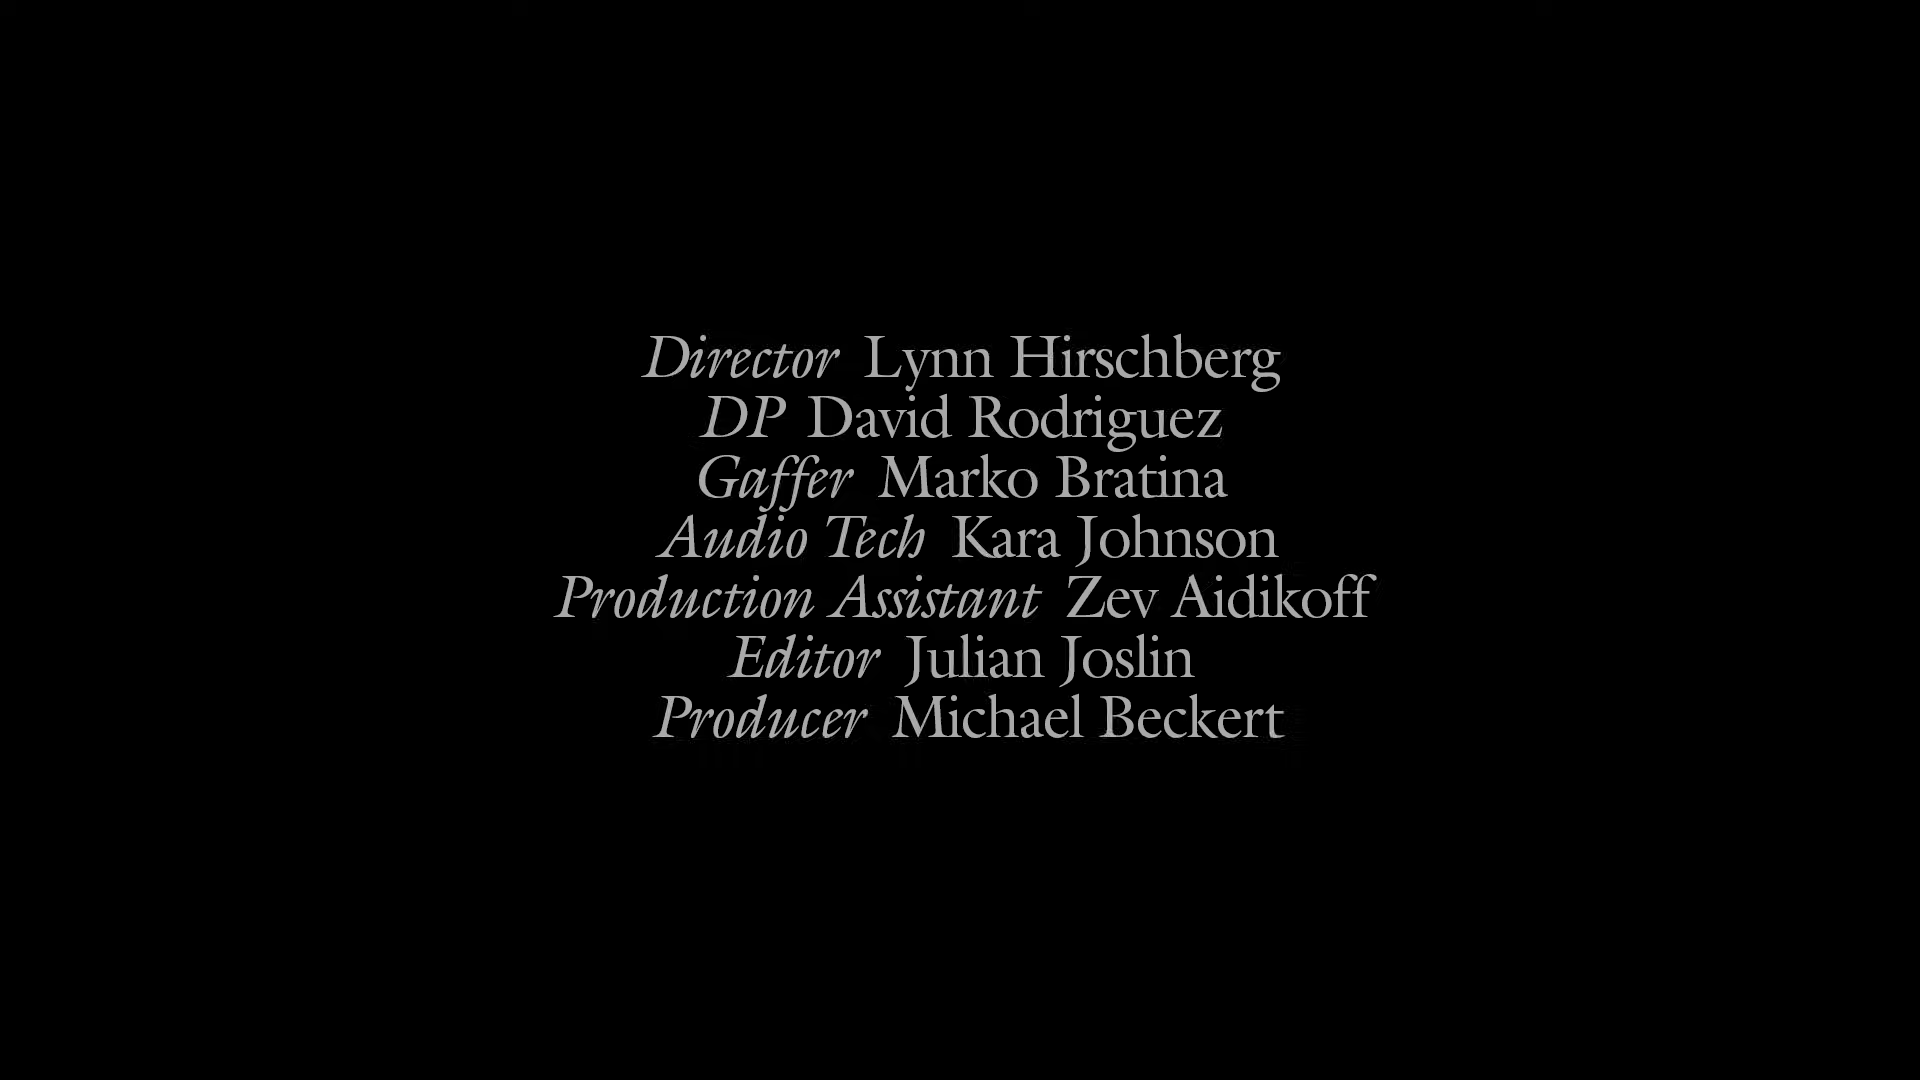 Director Lynn Hirschberg
DP David Rodriguez
Gaffer Marko Bratina
Audio Tech Kara Johnson
Production Assistant Zev Aidikoff
Editor Julian Joslin
Producer Michael Beckert